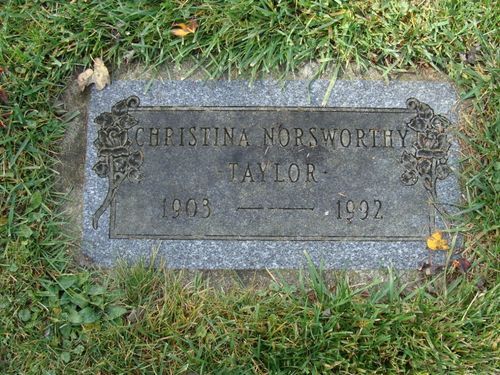 CHRISTINA NORSWORTHY
- TAYLOR -
1903 — — 1992